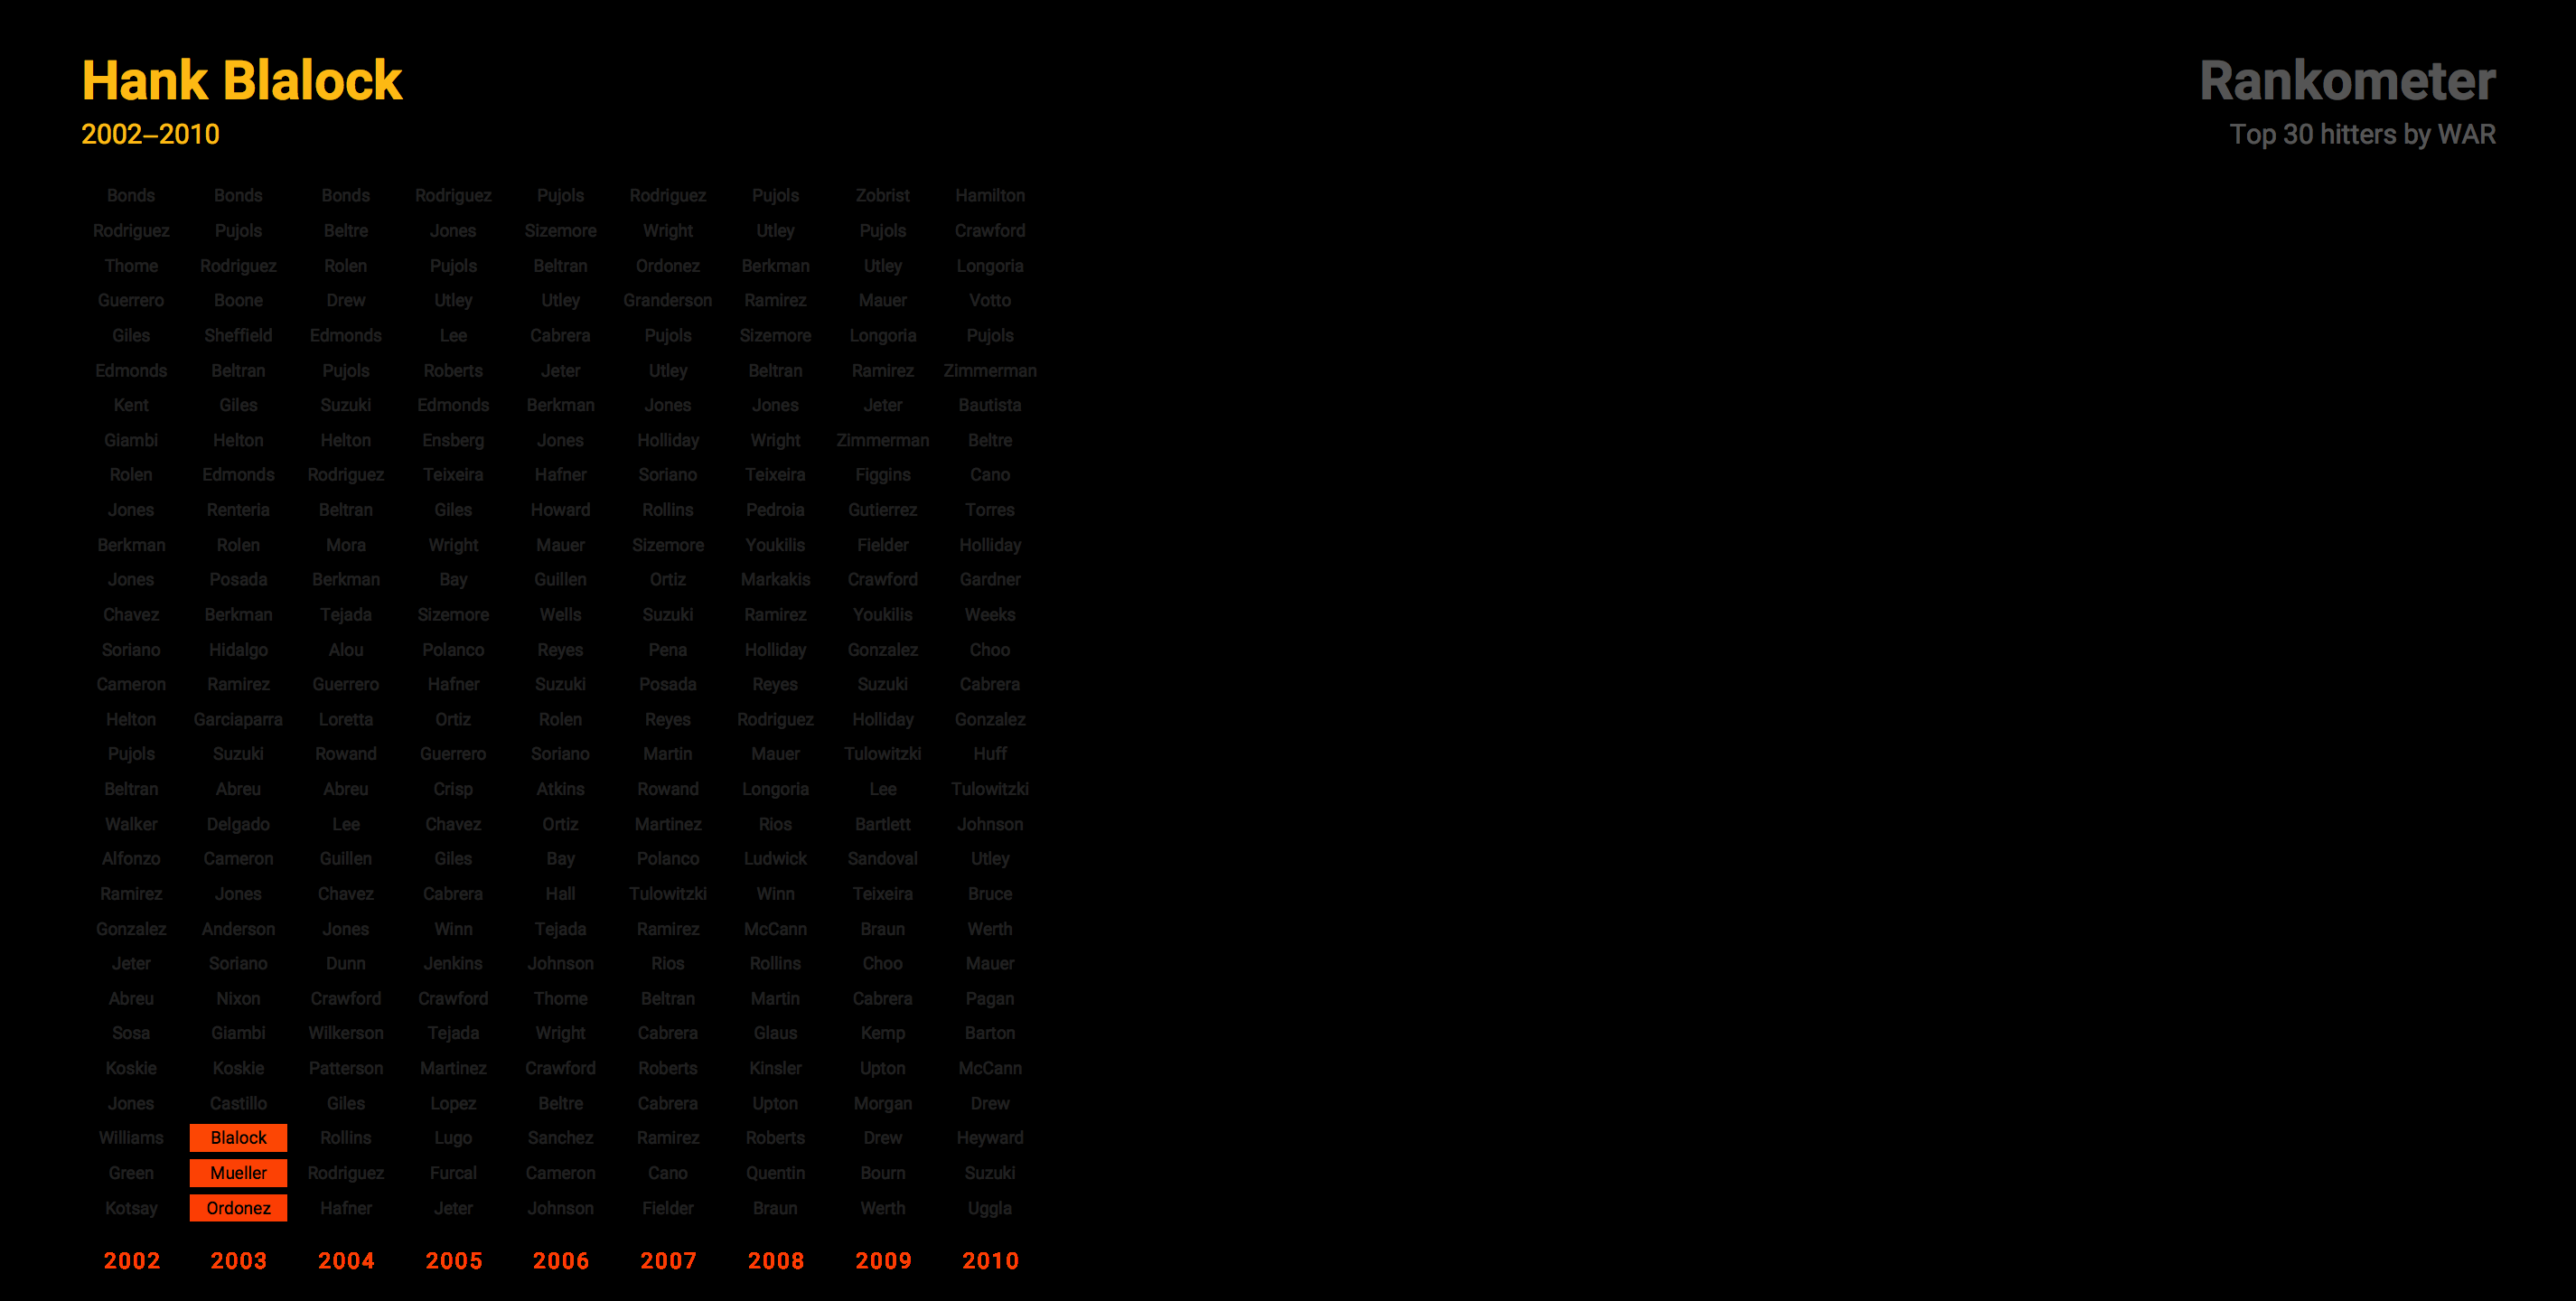 Hank Blalock
2002–2010
Rankometer
Top 30 hitters by WAR
Bonds Bonds Bonds Rodriguez Pujols Rodriguez Pujols Zobrist Hamilton
Rodriguez Pujols Beltre Jones Sizemore Wright Utley Pujols Crawford
Thome Rodriguez Rolen Pujols Beltran Ordonez Berkman Utley Longoria
Guerrero Boone Drew Utley Utley Granderson Ramirez Mauer Votto
Giles Sheffield Edmonds Lee Cabrera Pujols Sizemore Longoria Pujols
Edmonds Beltran Pujols Roberts Jeter Utley Beltran Ramirez Zimmerman
Kent Giles Suzuki Edmonds Berkman Jones Jones Jeter Bautista
Giambi Helton Helton Ensberg Jones Holliday Wright Zimmerman Beltre
Rolen Edmonds Rodriguez Teixeira Hafner Soriano Teixeira Figgins Cano
Jones Renteria Beltran Giles Howard Rollins Pedroia Gutierrez Torres
Berkman Rolen Mora Wright Mauer Sizemore Youkilis Fielder Holliday
Jones Posada Berkman Bay Guillen Ortiz Markakis Crawford Gardner
Chavez Berkman Tejada Sizemore Wells Suzuki Ramirez Youkilis Weeks
Soriano Hidalgo Alou Polanco Reyes Pena Holliday Gonzalez Choo
Cameron Ramirez Guerrero Hafner Suzuki Posada Reyes Suzuki Cabrera
Helton Garciaparra Loretta Ortiz Rolen Reyes Rodriguez Holliday Gonzalez
Pujols Suzuki Rowand Guerrero Soriano Martin Mauer Tulowitzki Huff
Beltran Abreu Abreu Crisp Atkins Rowand Longoria Lee Tulowitzki
Walker Delgado Lee Chavez Ortiz Martinez Rios Bartlett Johnson
Alfonzo Cameron Guillen Giles Bay Polanco Ludwick Sandoval Utley
Ramirez Jones Chavez Cabrera Hall Tulowitzki Winn Teixeira Bruce
Gonzalez Anderson Jones Winn Tejada Ramirez McCann Braun Werth
Jeter Soriano Dunn Jenkins Johnson Rios Rollins Choo Mauer
Abreu Nixon Crawford Crawford Thome Beltran Martin Cabrera Pagan
Sosa Giambi Wilkerson Tejada Wright Cabrera Glaus Kemp Barton
Koskie Koskie Patterson Martinez Crawford Roberts Kinsler Upton McCann
Jones Castillo Giles Lopez Beltre Cabrera Upton Morgan Drew
Williams Blalock Rollins Lugo Sanchez Ramirez Roberts Drew Heyward
Green Mueller Rodriguez Furcal Cameron Cano Quentin Bourn Suzuki
Kotsay Ordonez Hafner Jeter Johnson Fielder Braun Werth Uggla
2002 2003 2004 2005 2006 2007 2008 2009 2010